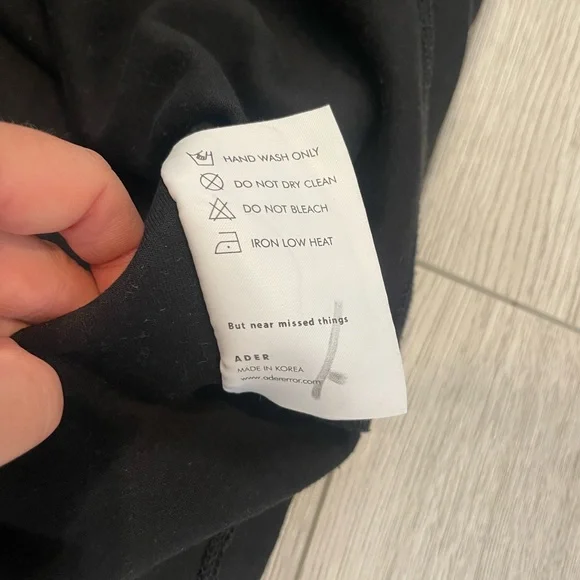 HAND WASH ONLY
DO NOT DRY CLEAN
DO NOT BLEACH
IRON LOW HEAT
But near missed things
ADER
MADE IN KOREA
www.adererror.com